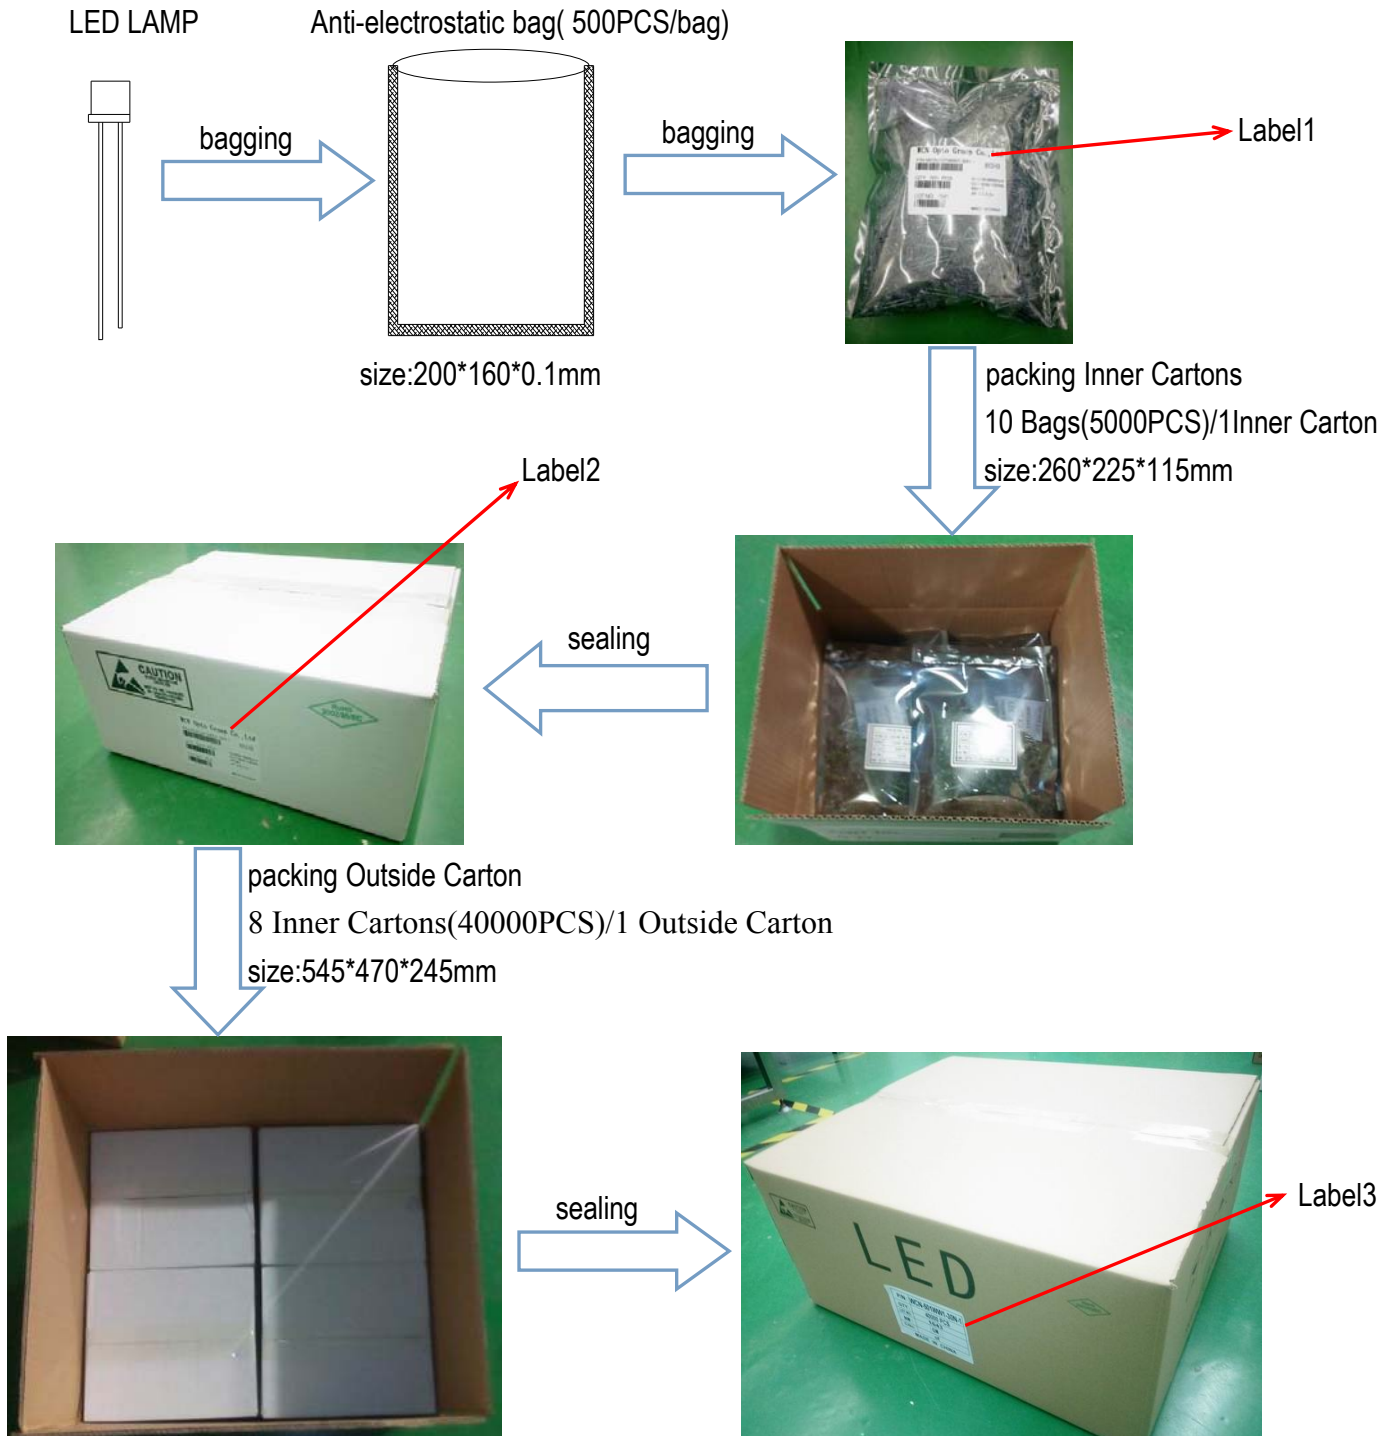 LED LAMP
Anti-electrostatic bag( 500PCS/bag)
bagging
bagging
Label1
size:200*160*0.1mm
packing Inner Cartons
10 Bags(5000PCS)/1Inner Carton
size:260*225*115mm
Label2
sealing
CAUTION
packing Outside Carton
8 Inner Cartons(40000PCS)/1 Outside Carton
size:545*470*245mm
sealing
Label3
LED